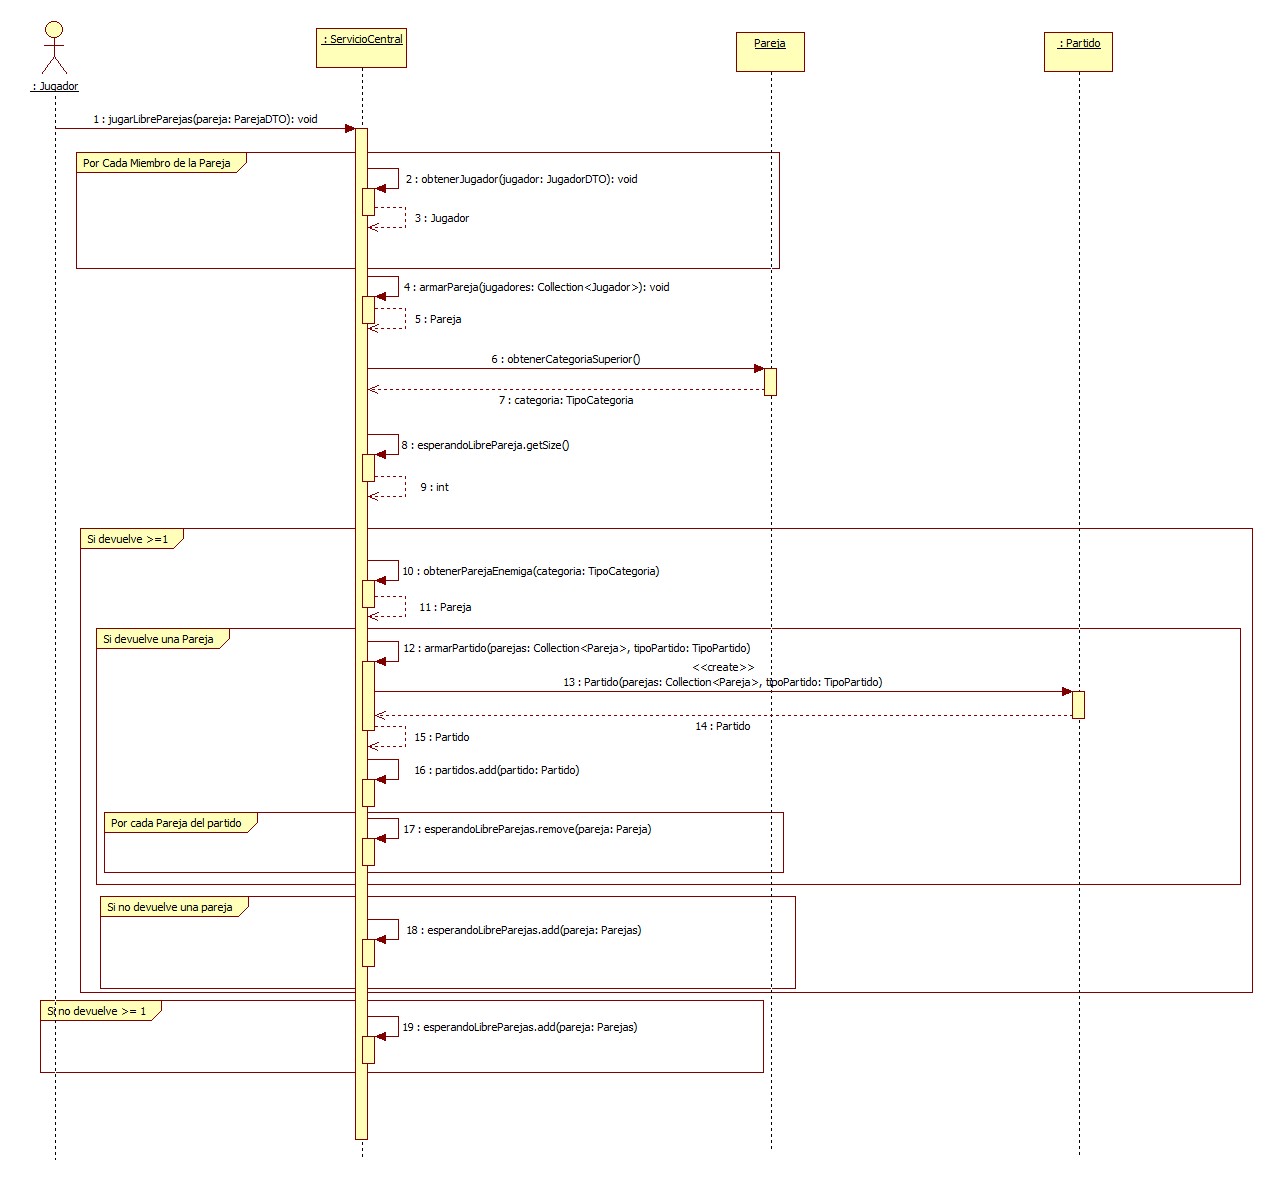 : ServicioCentral
Pareja
: Partido
: Jugador
1 : jugarLibreParejas(pareja: ParejaDTO): void
Por Cada Miembro de la Pareja
2 : obtenerJugador(jugador: JugadorDTO): void
3 : Jugador
4 : armarPareja(jugadores: Collection<Jugador>): void
5 : Pareja
6 : obtenerCategoriaSuperior()
7 : categoria: TipoCategoria
8 : esperandoLibrePareja.getSize()
9 : int
Si devuelve >=1
10 : obtenerParejaEnemiga(categoria: TipoCategoria)
11 : Pareja
Si devuelve una Pareja
12 : armarPartido(parejas: Collection<Pareja>, tipoPartido: TipoPartido)
<<create>>
13 : Partido(parejas: Collection<Pareja>, tipoPartido: TipoPartido)
14 : Partido
15 : Partido
16 : partidos.add(partido: Partido)
Por cada Pareja del partido
17 : esperandoLibreParejas.remove(pareja: Pareja)
Si no devuelve una pareja
18 : esperandoLibreParejas.add(pareja: Parejas)
Si no devuelve >= 1
19 : esperandoLibreParejas.add(pareja: Parejas)